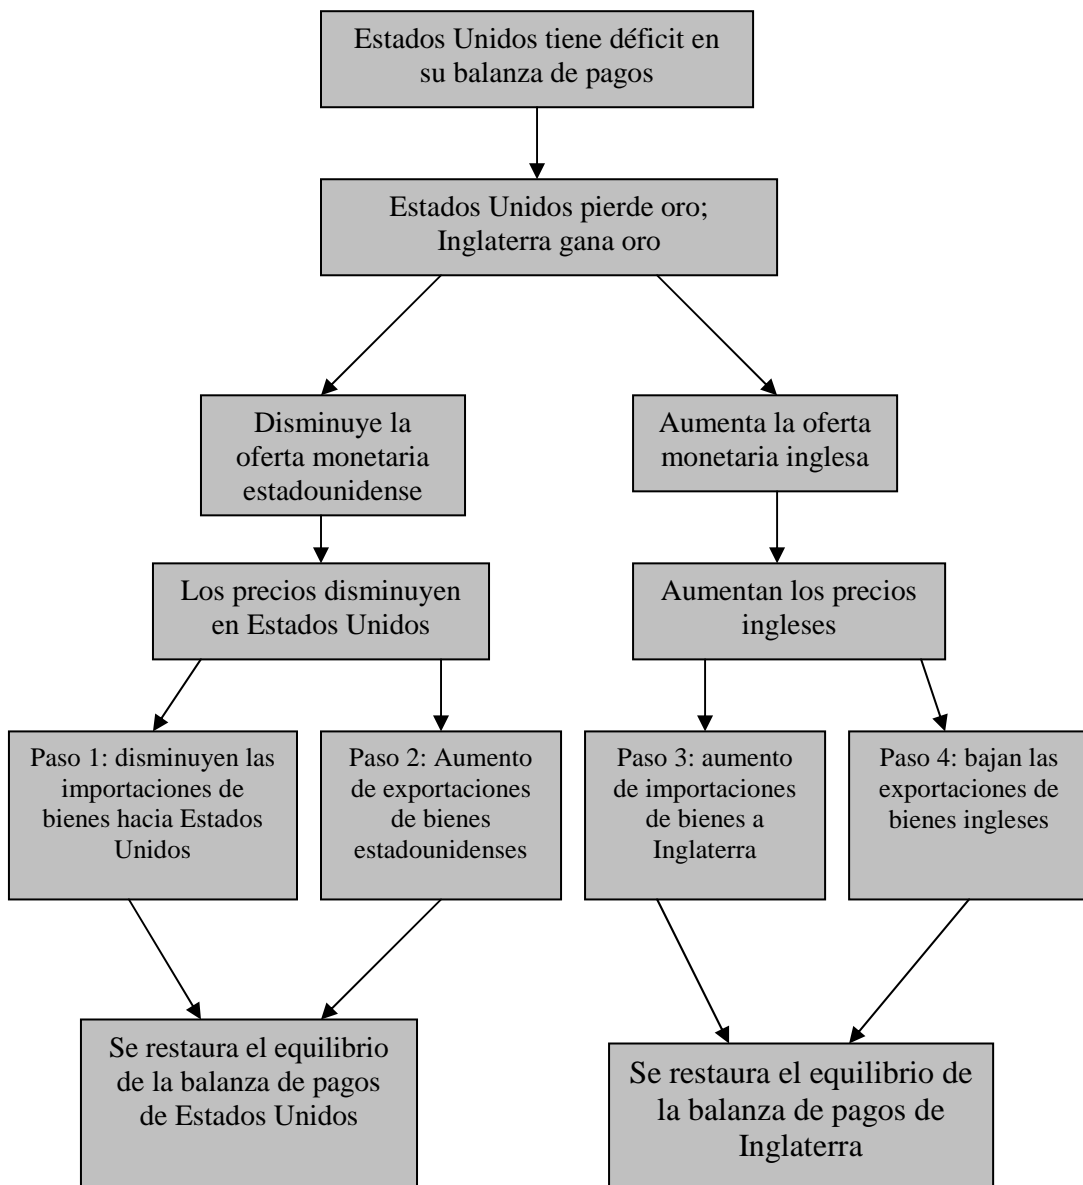 Estados Unidos tiene déficit en
su balanza de pagos
Estados Unidos pierde oro;
Inglaterra gana oro
Disminuye la
oferta monetaria
estadounidense
Aumenta la oferta
monetaria inglesa
Los precios disminuyen
en Estados Unidos
Aumentan los precios
ingleses
Paso 1: disminuyen las
importaciones de
bienes hacia Estados
Unidos
Paso 2: Aumento
de exportaciones
de bienes
estadounidenses
Paso 3: aumento
de importaciones
de bienes a
Inglaterra
Paso 4: bajan las
exportaciones de
bienes ingleses
Se restaura el equilibrio
de la balanza de pagos
de Estados Unidos
Se restaura el equilibrio de
la balanza de pagos de
Inglaterra